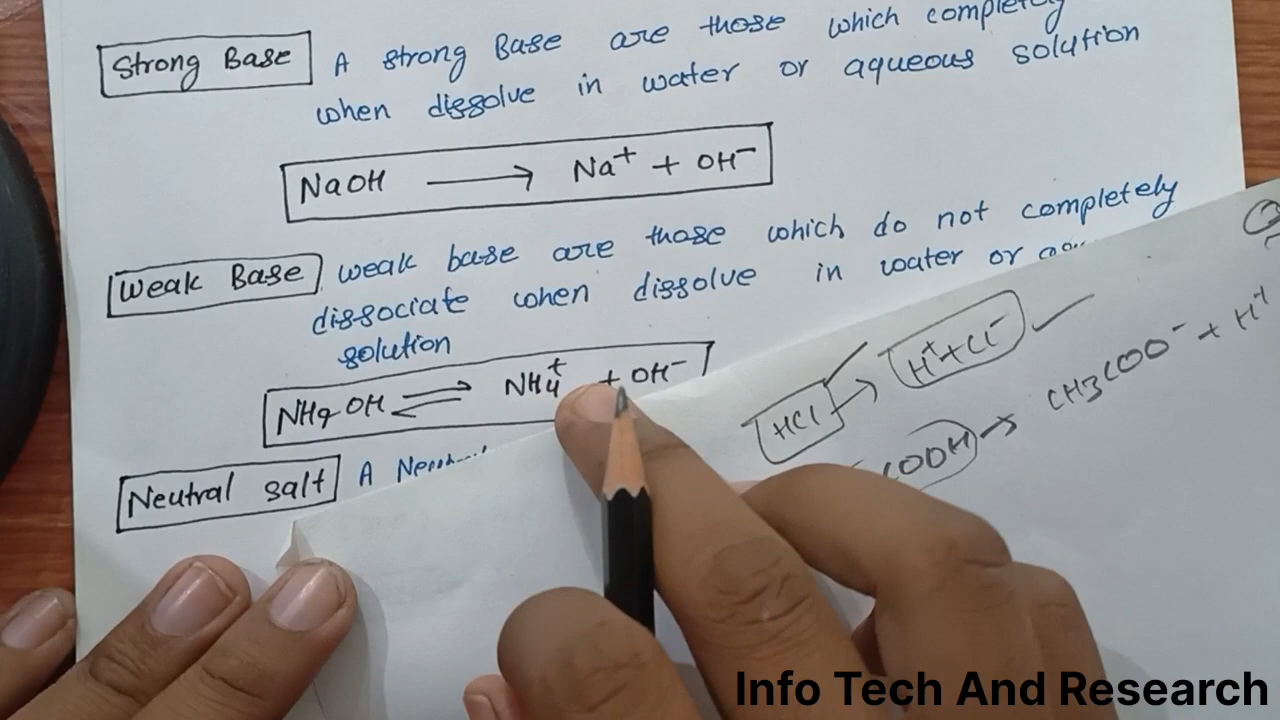 Strong Base A strong Base are those which completely
when dissolve in water or aqueous solution
NaOH ⟶ Na⁺ + OH⁻
Weak Base weak base are those which do not completely
dissociate when dissolve in water or
solution
NH4OH ⇌ NH4⁺ + OH⁻
Neutral salt A
HCl → H⁺ + Cl⁻
COOH → CH3COO⁻ + H⁺
Info Tech And Research